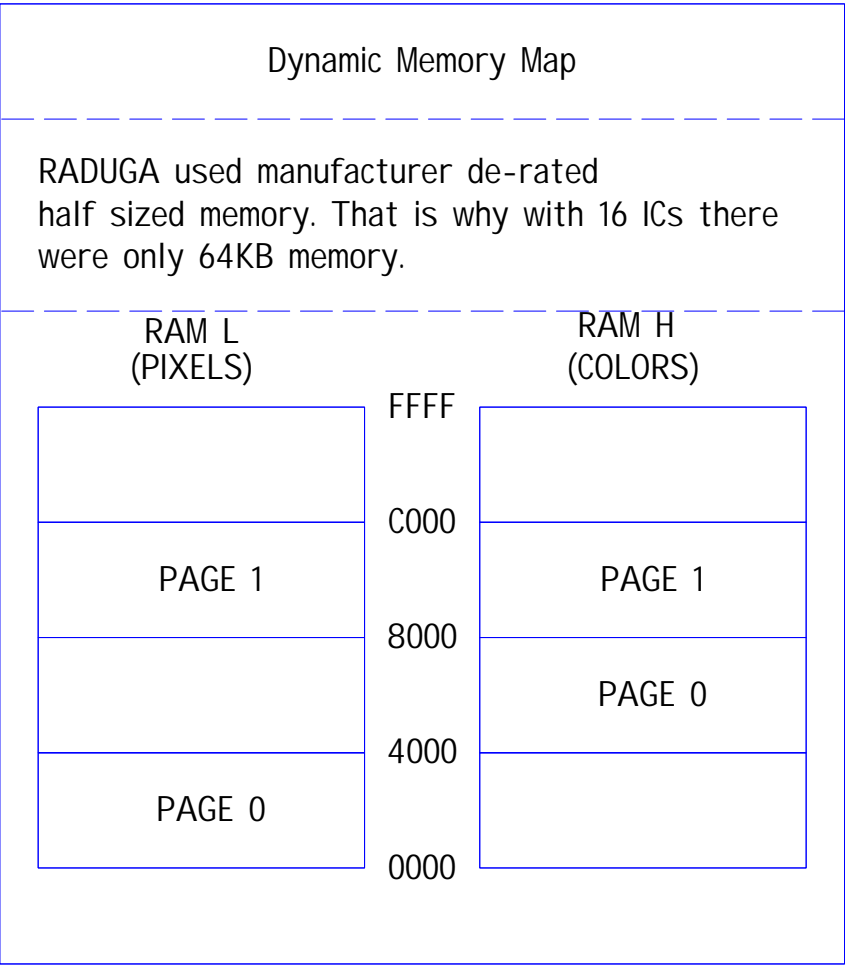 Dynamic Memory Map
RADUGA used manufacturer de-rated
half sized memory. That is why with 16 ICs there
were only 64KB memory.
RAM L
(PIXELS)
RAM H
(COLORS)
FFFF
C000
PAGE 1
PAGE 1
8000
PAGE 0
4000
PAGE 0
0000